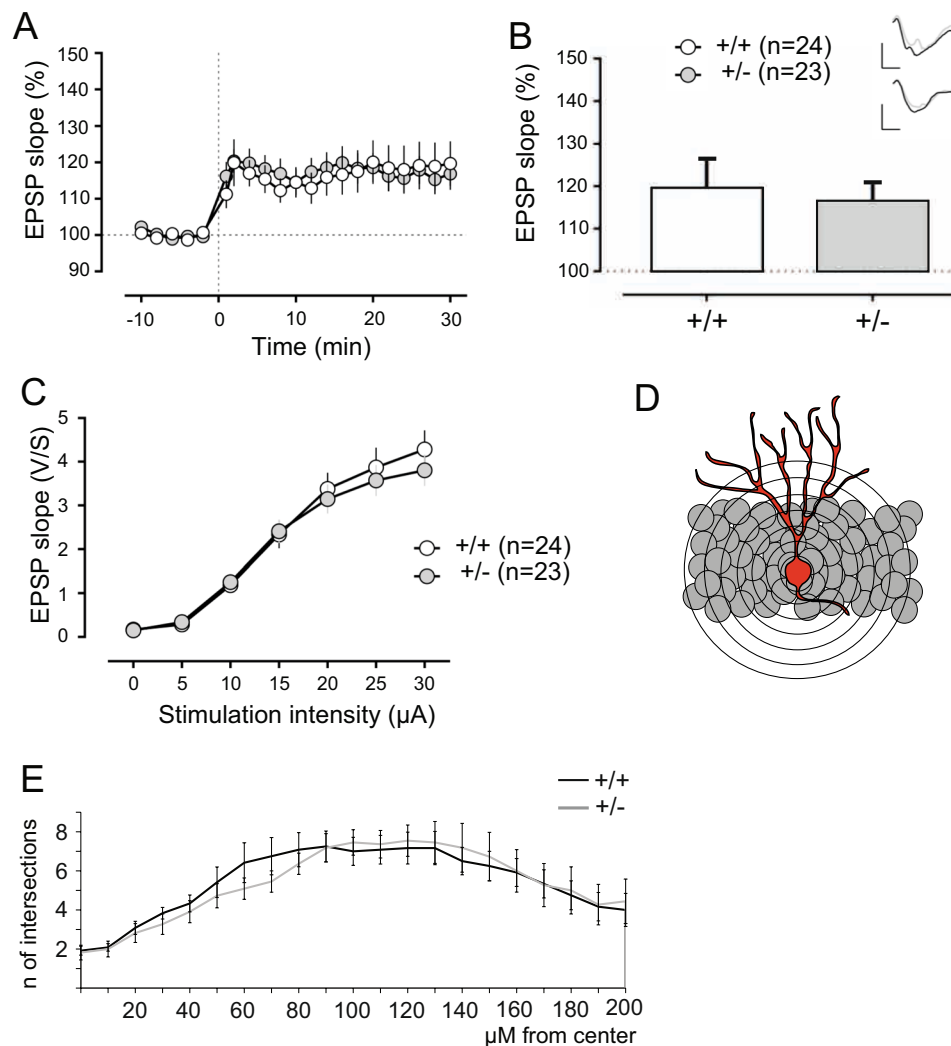 A
EPSP slope (%)
150
140
130
120
110
100
90
-10 0 10 20 30
Time (min)
B
+/+ (n=24)
+/- (n=23)
EPSP slope (%)
150
140
130
120
110
100
+/+ +/-
C
EPSP slope (V/S)
5
4
3
2
1
0
+/+ (n=24)
+/- (n=23)
0 5 10 15 20 25 30
Stimulation intensity (µA)
D
E
+/+
+/-
n of intersections
8
6
4
2
20 40 60 80 100 120 140 160 180 200
µM from center